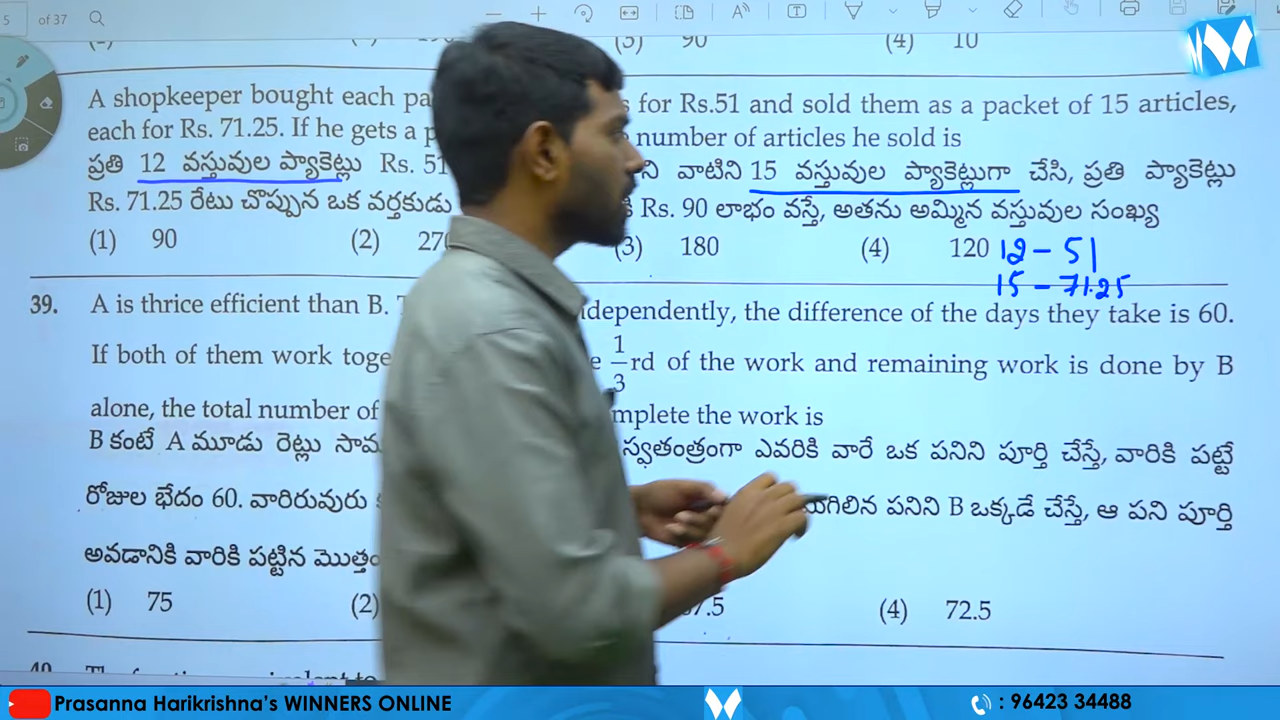 5 of 37
90
10
A shopkeeper bought each for Rs.51 and sold them as a packet of 15 articles,
each for Rs. 71.25. If he gets a number of articles he sold is
ప్రతి 12 వస్తువుల ప్యాకెట్లు Rs. 51 వాటిని 15 వస్తువుల ప్యాకెట్లుగా చేసి, ప్రతి ప్యాకెట్లు
Rs. 71.25 రేటు చొప్పున ఒక వర్తకుడు Rs. 90 లాభం వస్తే, అతను అమ్మిన వస్తువుల సంఖ్య
(1) 90 (2) (3) 180 (4) 120
12 - 51
15 - 71.25
39. A is thrice efficient than B. the difference of the days they take is 60.
If both of them work 1/3 rd of the work and remaining work is done by B
alone, the total number of the work is
B కంటే A మూడు రెట్లు స్వతంత్రంగా ఎవరికి వారే ఒక పనిని పూర్తి చేస్తే, వారికి పట్టే
రోజుల భేదం 60. వారిరువురు పనిని B ఒక్కడే చేస్తే, ఆ పని పూర్తి
అవడానికి వారికి పట్టిన
(1) 75 (2) (4) 72.5
Prasanna Harikrishna's WINNERS ONLINE
: 96423 34488